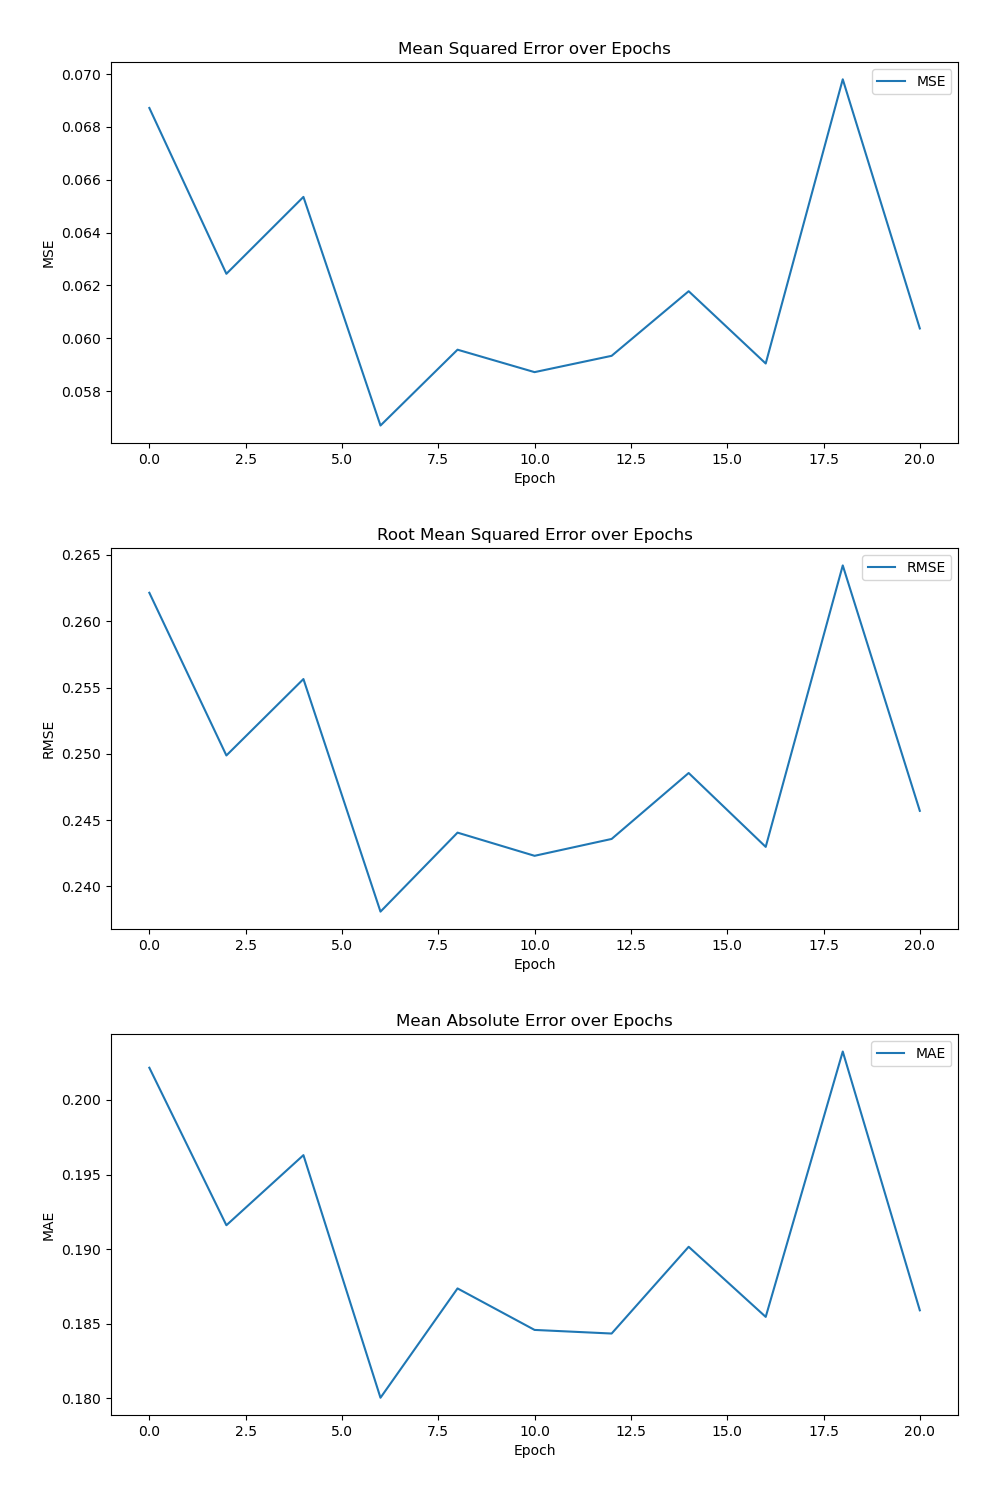 Mean Squared Error over Epochs
0.070
0.068
0.066
0.064
0.062
0.060
0.058
MSE
MSE
0.0 2.5 5.0 7.5 10.0 12.5 15.0 17.5 20.0
Epoch
Root Mean Squared Error over Epochs
0.265
0.260
0.255
0.250
0.245
0.240
RMSE
RMSE
0.0 2.5 5.0 7.5 10.0 12.5 15.0 17.5 20.0
Epoch
Mean Absolute Error over Epochs
0.200
0.195
0.190
0.185
0.180
MAE
MAE
0.0 2.5 5.0 7.5 10.0 12.5 15.0 17.5 20.0
Epoch